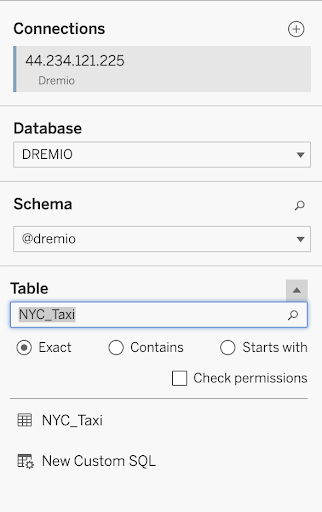 Connections
44.234.121.225
Dremio
Database
DREMIO
Schema
@dremio
Table
NYC_Taxi
Exact Contains Starts with
Check permissions
NYC_Taxi
New Custom SQL